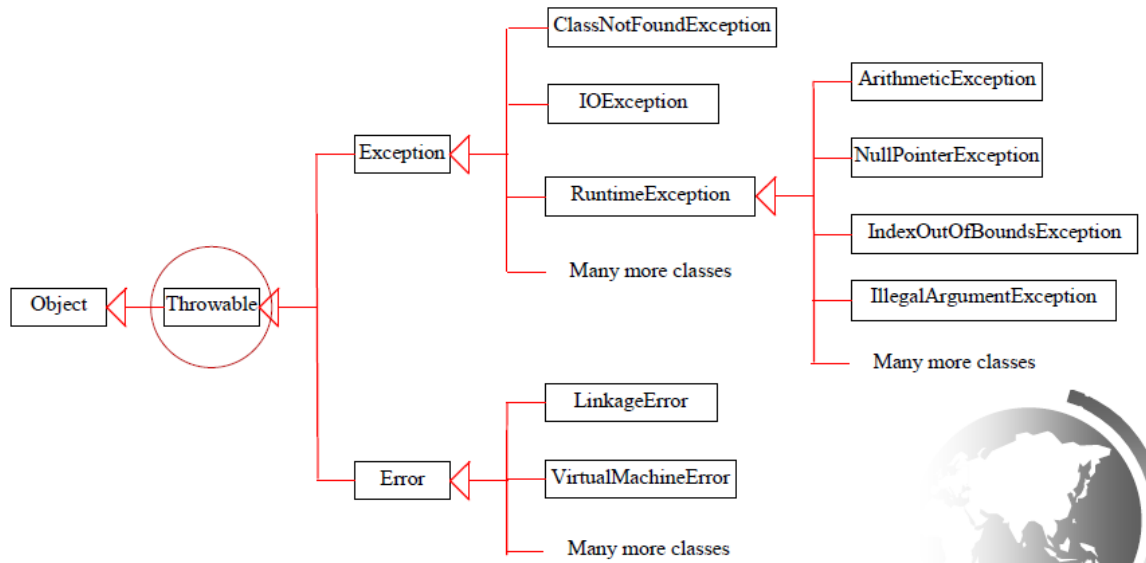 ClassNotFoundException
ArithmeticException
IOException
Exception
NullPointerException
RuntimeException
IndexOutOfBoundsException
Many more classes
Object
Throwable
IllegalArgumentException
Many more classes
LinkageError
Error
VirtualMachineError
Many more classes